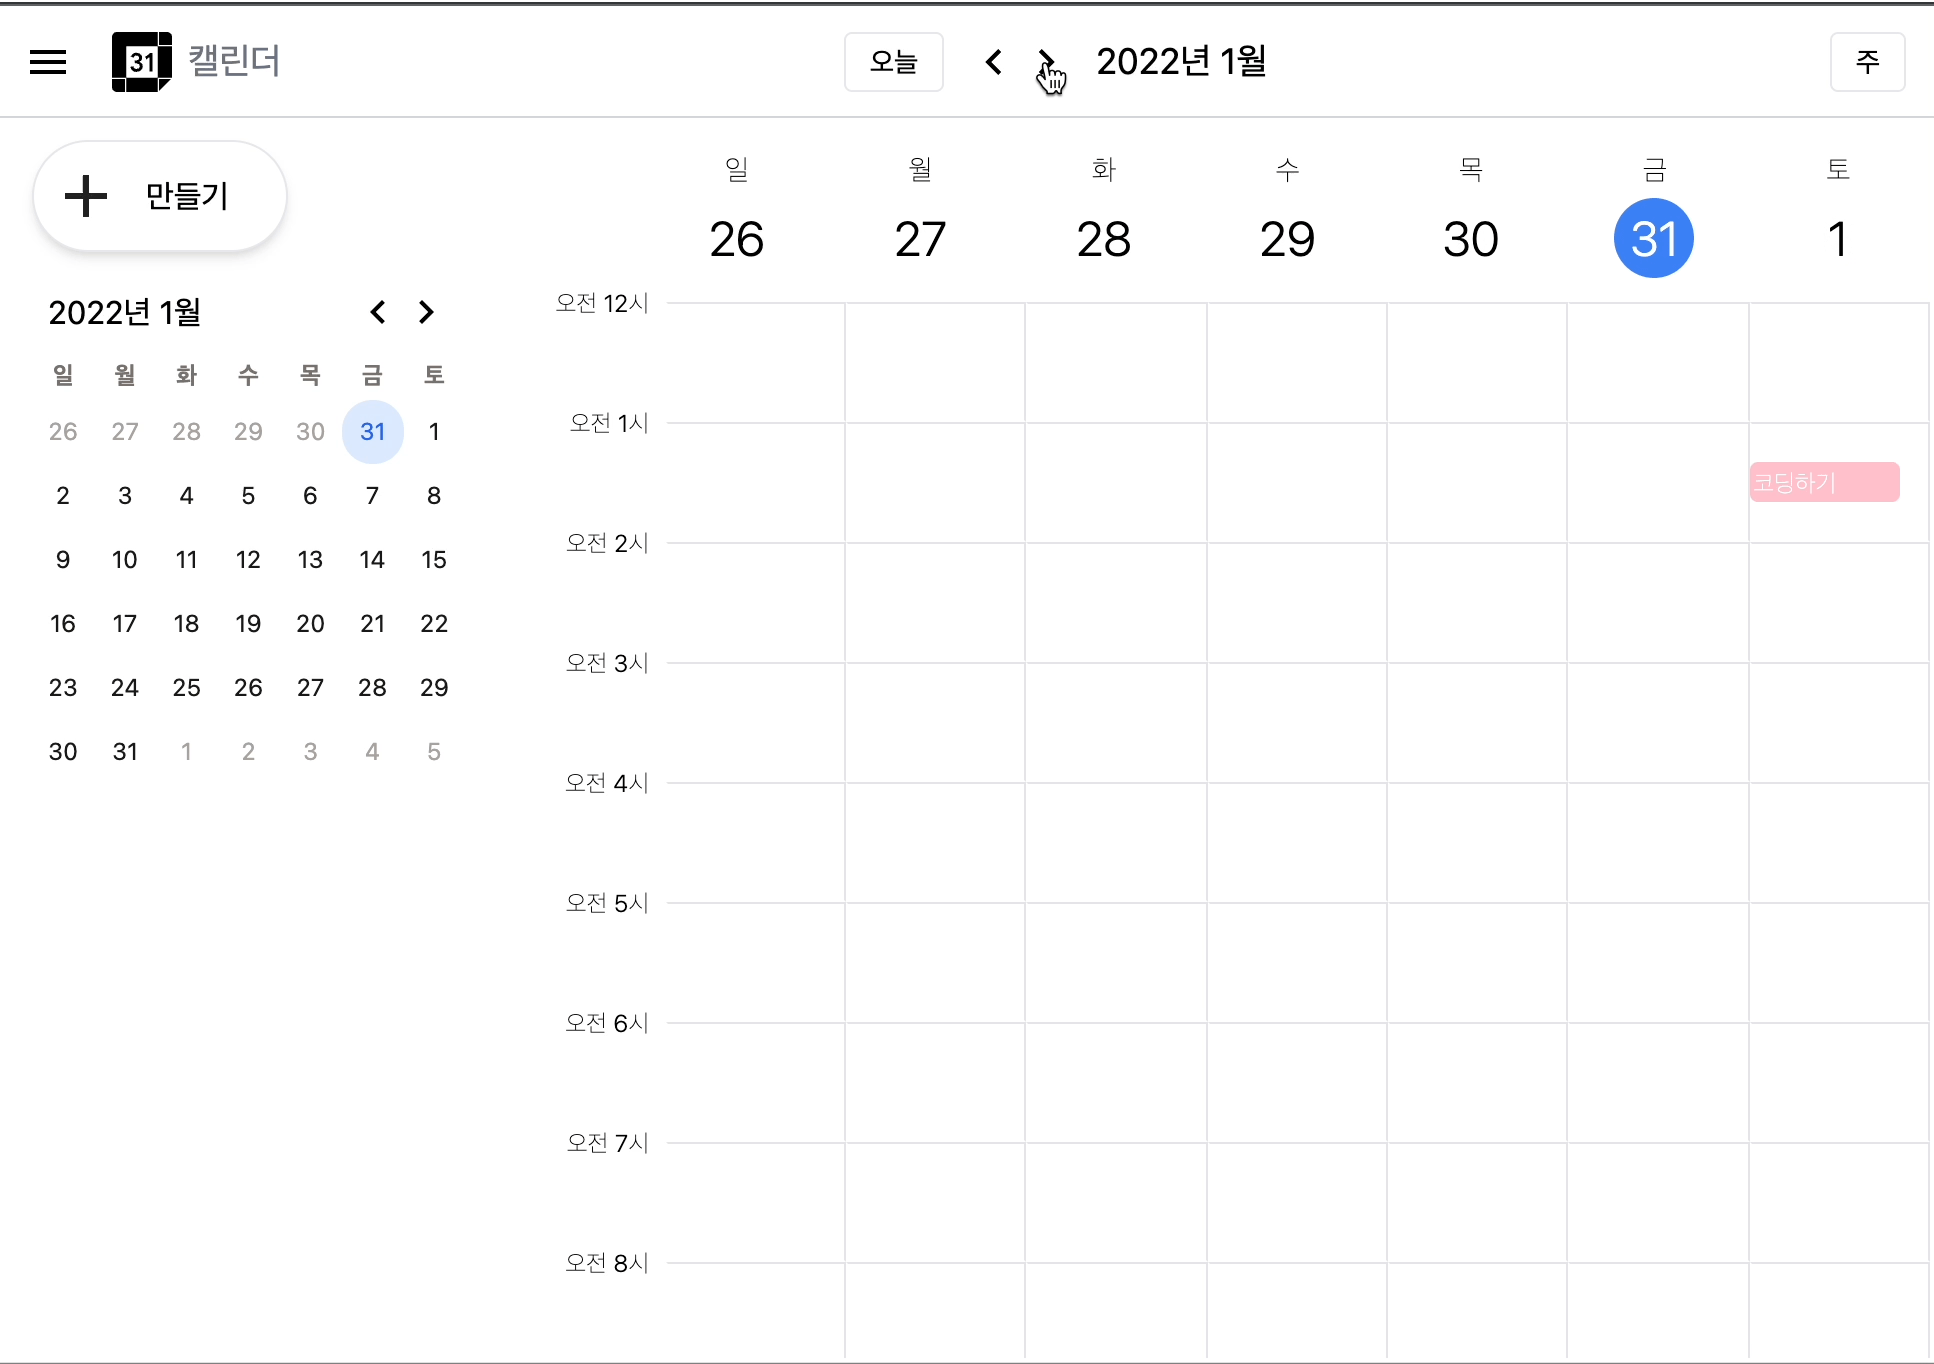 31 캘린더
오늘 2022년 1월 주
만들기
2022년 1월
일 월 화 수 목 금 토
26 27 28 29 30 31 1
2 3 4 5 6 7 8
9 10 11 12 13 14 15
16 17 18 19 20 21 22
23 24 25 26 27 28 29
30 31 1 2 3 4 5
일 월 화 수 목 금 토
26 27 28 29 30 31 1
오전 12시
오전 1시
코딩하기
오전 2시
오전 3시
오전 4시
오전 5시
오전 6시
오전 7시
오전 8시